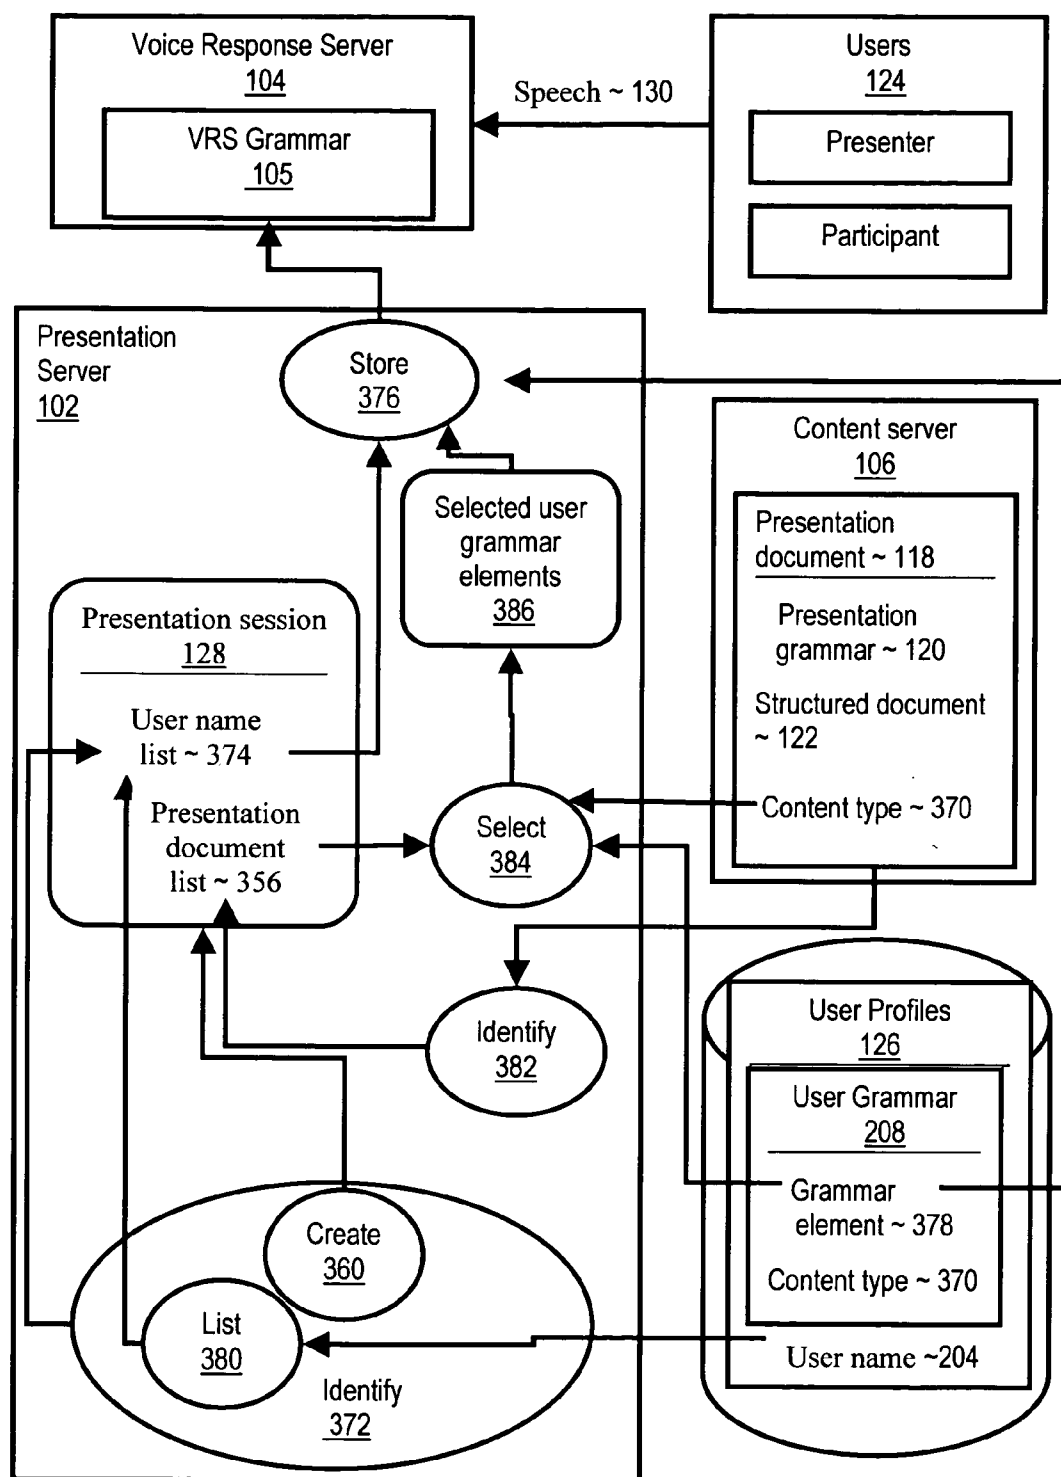 Voice Response Server
104
VRS Grammar
105
Speech ~ 130
Users
124
Presenter
Participant
Presentation
Server
102
Store
376
Selected user
grammar
elements
386
Content server
106
Presentation
document ~ 118
Presentation
grammar ~ 120
Structured document
~ 122
Content type ~ 370
Presentation session
128
User name
list ~ 374
Presentation
document
list ~ 356
Select
384
Identify
382
User Profiles
126
User Grammar
208
Grammar
element ~ 378
Content type ~ 370
User name ~204
Create
360
List
380
Identify
372